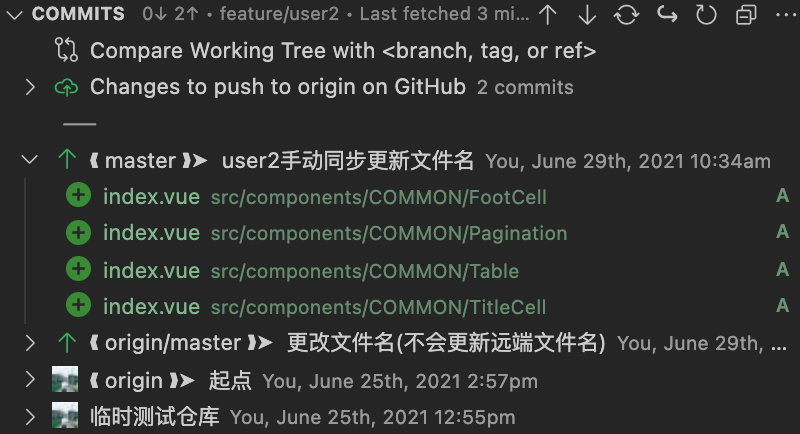 COMMITS 0↓ 2↑ • feature/user2 • Last fetched 3 mi...
Compare Working Tree with <branch, tag, or ref>
Changes to push to origin on GitHub 2 commits
❰ master ❱➤ user2手动同步更新文件名 You, June 29th, 2021 10:34am
index.vue src/components/COMMON/FootCell A
index.vue src/components/COMMON/Pagination A
index.vue src/components/COMMON/Table A
index.vue src/components/COMMON/TitleCell A
❰ origin/master ❱➤ 更改文件名(不会更新远端文件名) You, June 29th, ...
❰ origin ❱➤ 起点 You, June 25th, 2021 2:57pm
临时测试仓库 You, June 25th, 2021 12:55pm